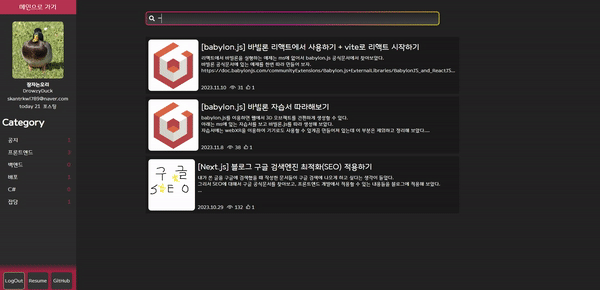 메인으로 가기
잠자는오리
DrowzyDuck
skantrkwl789@naver.com
today 21 포스팅
Category
공지
프론트엔드
백엔드
배포
C#
잡담
LogOut
Resume
GitHub
[babylon.js] 바빌론 리액트에서 사용하기 + vite로 리액트 시작하기
리액트에서 바빌론을 실행하는 예제는 ms에 없어서 babylon.js 공식문서에서 찾아보았다.
바빌론 공식문서에 있는 예제를 한번 따라 만들어 보자.
https://doc.babylonjs.com/communityExtensions/Babylon.js+ExternalLibraries/BabylonJS_and_ReactJS...
2023.11.10 31 1
[babylon.js] 바빌론 자습서 따라해보기
babylon.js를 이용하면 웹에서 3D 오브젝트를 간편하게 생성할 수 있다.
아래는 ms에 있는 자습서를 보고 바빌론.js를 따라 생성해 보았다.
자습서에는 webXR을 이용하여 기기로도 사용할 수 있게끔 만들어져 있는데 이 부분은 제외하고 정리해 보았다....
2023.11.8 38 1
구글
SEO
[Next.js] 블로그 구글 검색엔진 최적화(SEO) 적용하기
내가 쓴 글을 구글에 검색했을 때 작성한 문서들이 구글 검색에 나오게 하고 싶다는 생각이 들었다.
그리서 SEO에 대해서 구글 공식문서를 찾아보고, 프론트엔드 개발에서 적용할 수 있는 내용들을 블로그에 적용해 보았다.
...
2023.10.29 132 1